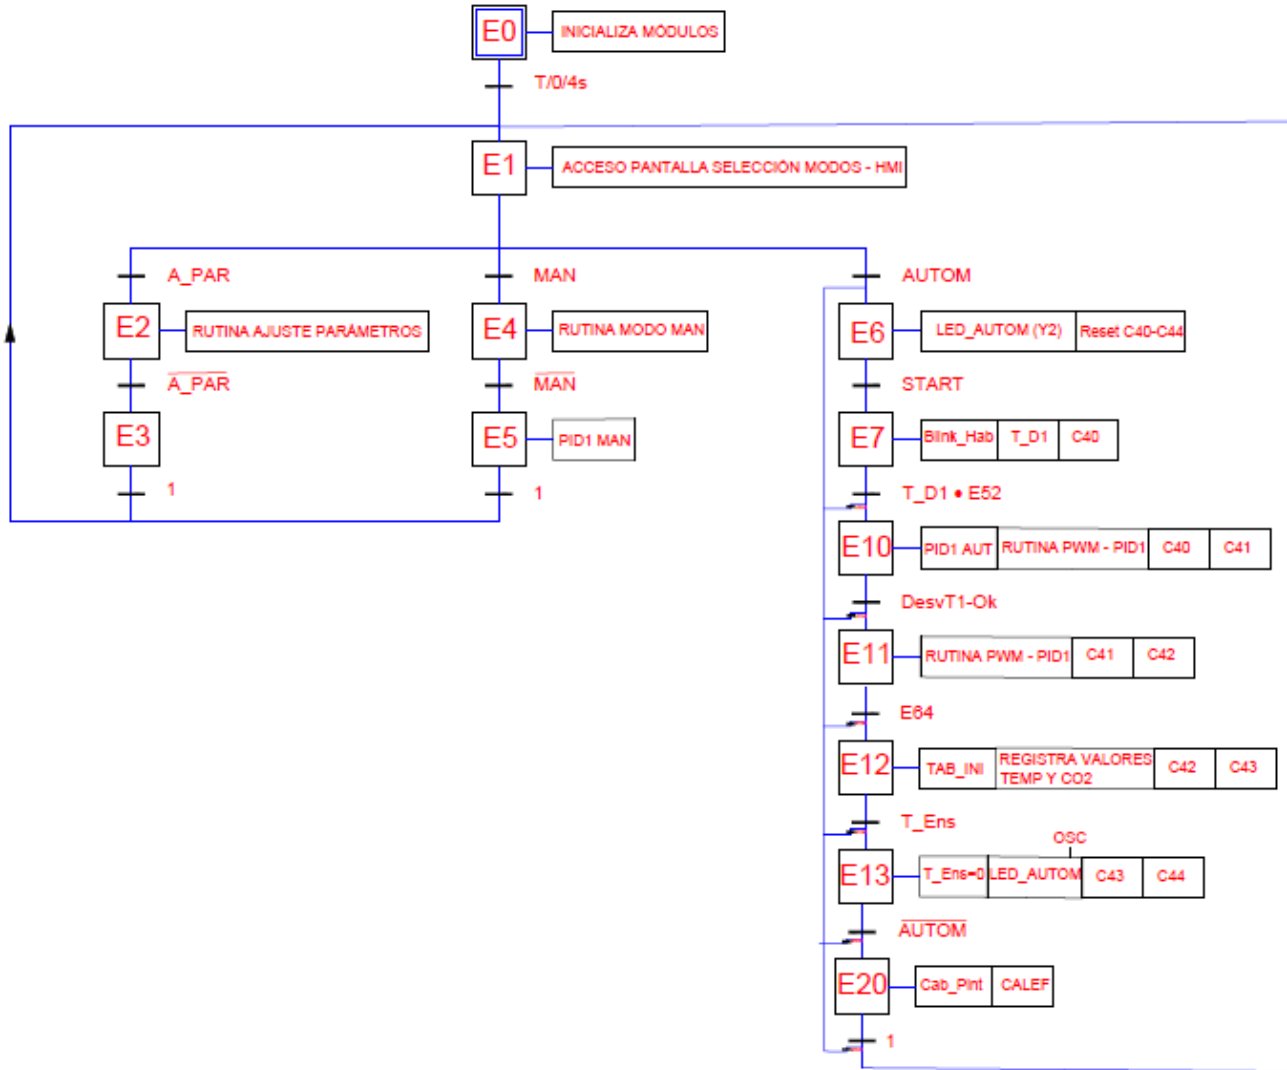 E0
INICIALIZA MÓDULOS
T/0/4s
E1
ACCESO PANTALLA SELECCIÓN MODOS - HMI
A_PAR
MAN
AUTOM
E2
RUTINA AJUSTE PARÁMETROS
E4
RUTINA MODO MAN
E6
LED_AUTOM (Y2)
Reset C40-C44
A_PAR
MAN
START
E3
E5
PID1 MAN
E7
Blink_Hab
T_D1
C40
1
1
T_D1 • E52
E10
PID1 AUT
RUTINA PWM - PID1
C40
C41
DesvT1-Ok
E11
RUTINA PWM - PID1
C41
C42
E64
E12
TAB_INI
REGISTRA VALORES
TEMP Y CO2
C42
C43
T_Ens
OSC
E13
T_Ens=0
LED_AUTOM
C43
C44
AUTOM
E20
Cab_Pint
CALEF
1